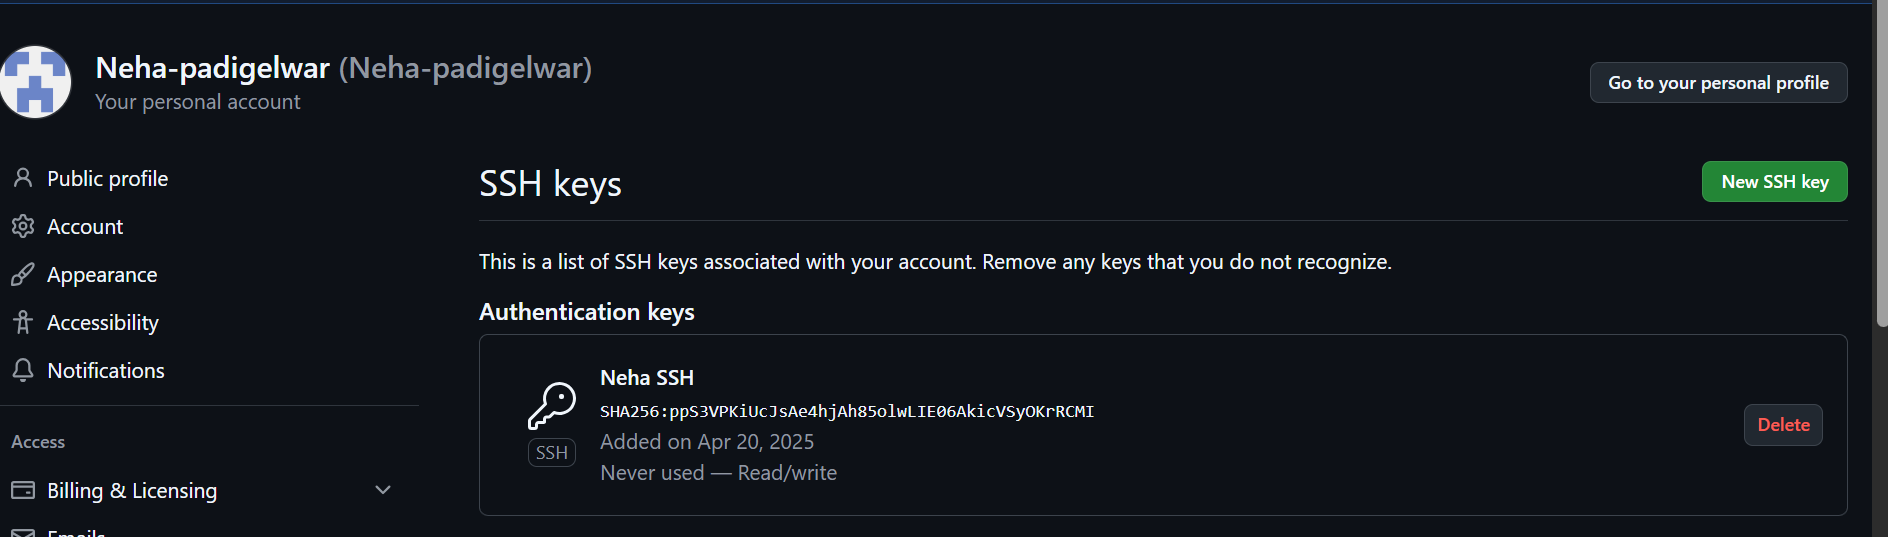 Neha-padigelwar (Neha-padigelwar)
Your personal account
Go to your personal profile
Public profile
Account
Appearance
Accessibility
Notifications
Access
Billing & Licensing
Emails
SSH keys
New SSH key
This is a list of SSH keys associated with your account. Remove any keys that you do not recognize.
Authentication keys
Neha SSH
SHA256:ppS3VPKiUcJsAe4hjAh85olwLIE06AkicVSyOKrRCMI
Added on Apr 20, 2025
Never used — Read/write
SSH
Delete